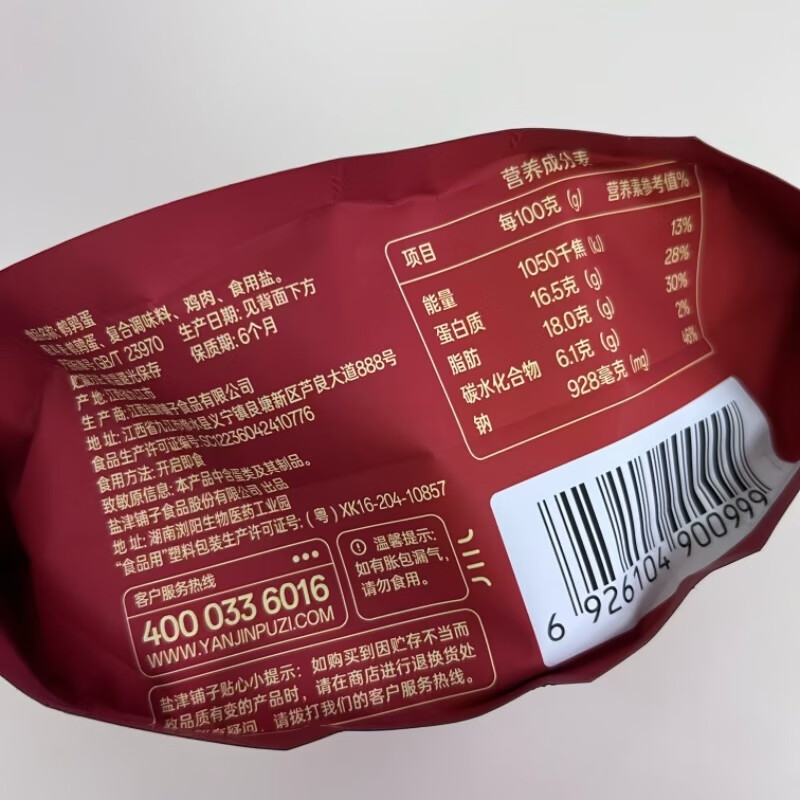 鹌鹑蛋
鹌鹑蛋、复合调味料、鸡肉、食用盐。
GB/T 23970 生产日期: 见背面下方
保存 保质期: 6个月
产地:
生产商: 江西 食品有限公司
地址: 江西省 义宁镇良塘新区芦良大道888号
食品生产许可证编号: SC12236042410776
食用方法: 开启即食
致敏原信息: 本产品中含蛋类及其制品。
盐津铺子食品股份有限公司 出品
地址: 湖南浏阳生物医药工业园
“食品用”塑料包装生产许可证号: (粤) XK16-204-10857
客户服务热线
400 033 6016
WWW.YANJINPUZI.COM
温馨提示:
如有胀包漏气,
请勿食用。
盐津铺子贴心小提示: 如购买到因贮存不当而
致品质有变的产品时, 请在商店进行退换货处
疑问, 请拨打我们的客户服务热线。
营养成分表
项目 每100克 (g) 营养素参考值%
能量 1050千焦 (kJ) 13%
蛋白质 16.5克 (g) 28%
脂肪 18.0克 (g) 30%
碳水化合物 6.1克 (g) 2%
钠 928毫克 (mg) 46%
6 926104 900999